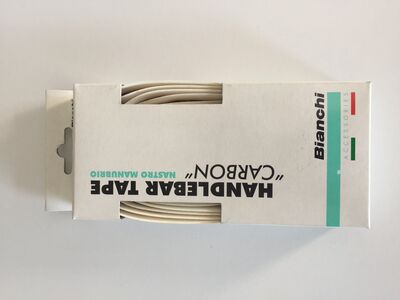 Bianchi
ACCESSORIES
HANDLEBAR TAPE
"CARBON"
NASTRO MANUBRIO